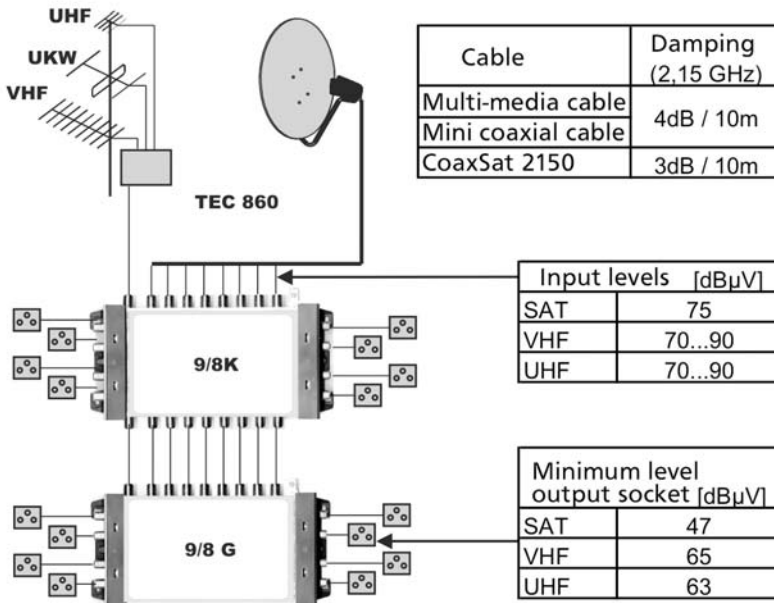 UHF
UKW
VHF
TEC 860
Cable Damping (2,15 GHz)
Multi-media cable 4dB / 10m
Mini coaxial cable
CoaxSat 2150 3dB / 10m
Input levels [dBµV]
SAT 75
VHF 70...90
UHF 70...90
9/8K
Minimum level
output socket [dBµV]
SAT 47
VHF 65
UHF 63
9/8 G